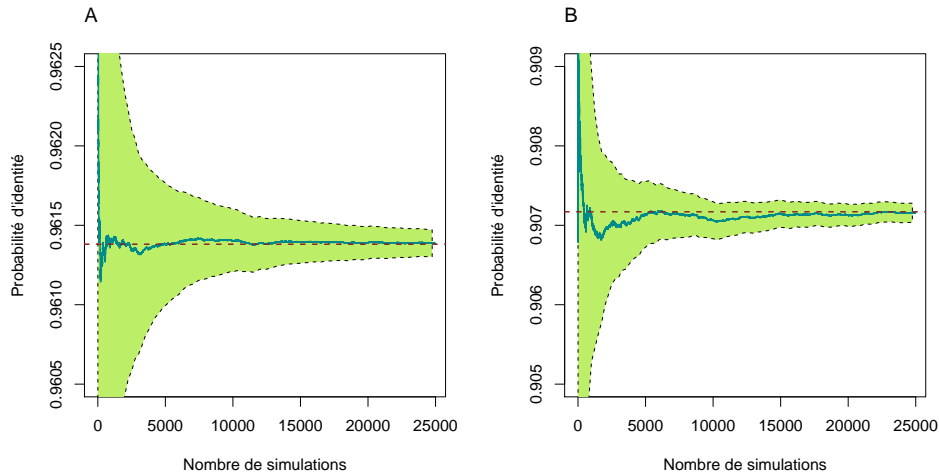 A
Probabilité d'identité
0.9625
0.9620
0.9615
0.9610
0.9605
0 5000 10000 15000 20000 25000
Nombre de simulations
B
Probabilité d'identité
0.909
0.908
0.907
0.906
0.905
0 5000 10000 15000 20000 25000
Nombre de simulations